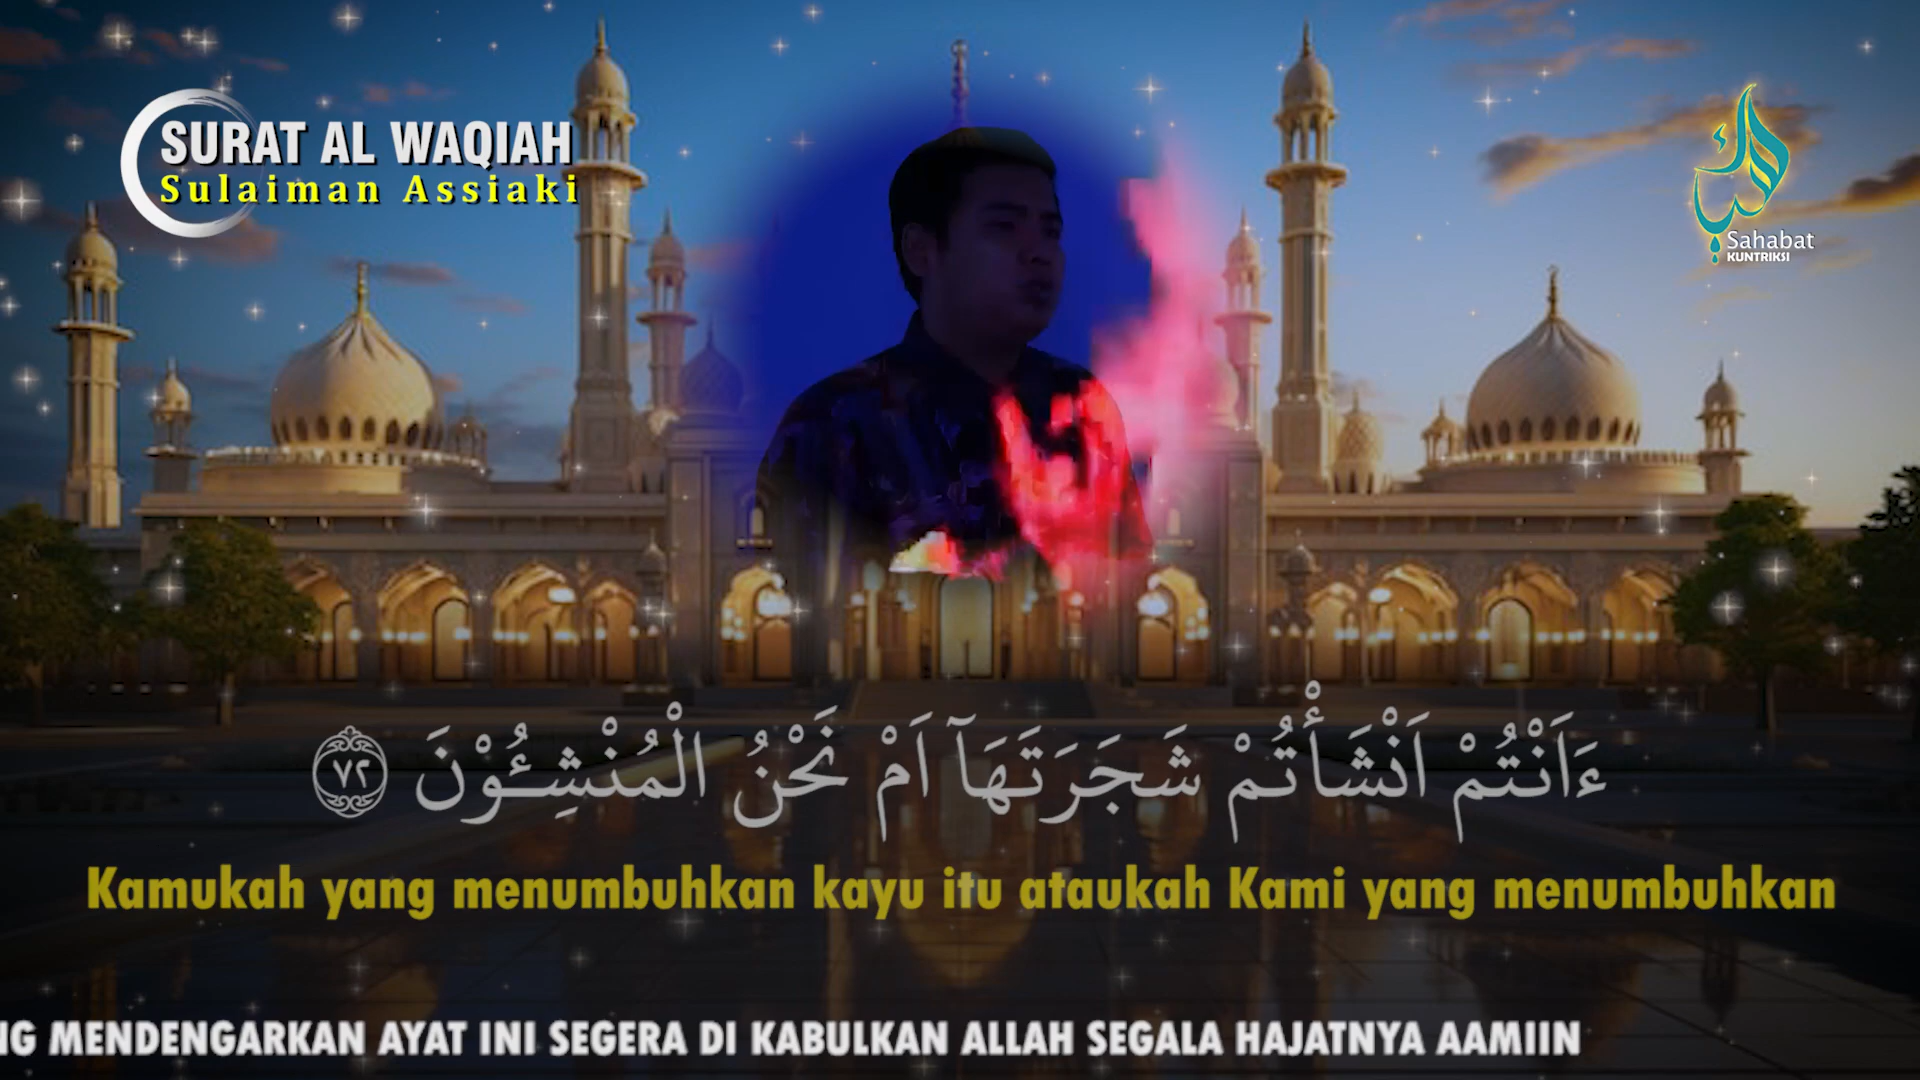 SURAT AL WAQIAH
Sulaiman Assiaki
Sahabat
KUNTRIKSI
ءَاَنْتُمْ اَنْشَأْتُمْ شَجَرَتَهَآ اَمْ نَحْنُ الْمُنْشِـُٔوْنَ ٧٢
Kamukah yang menumbuhkan kayu itu ataukah Kami yang menumbuhkan
NG MENDENGARKAN AYAT INI SEGERA DI KABULKAN ALLAH SEGALA HAJATNYA AAMIIN